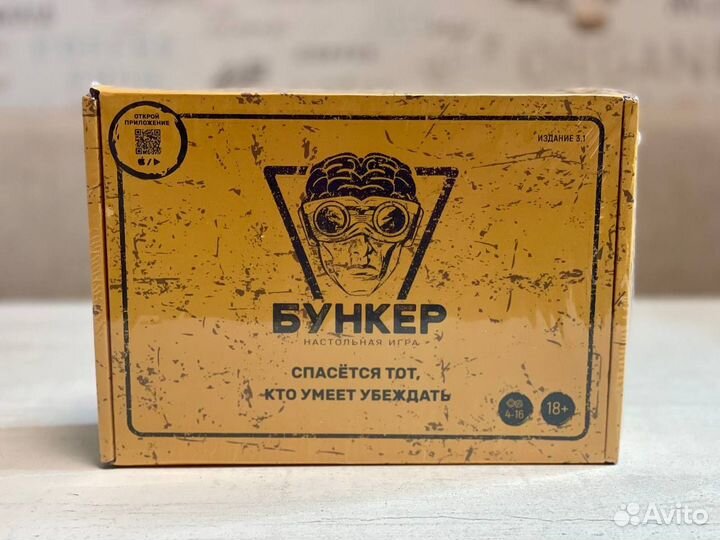 ОТКРОЙ
ПРИЛОЖЕНИЕ
ИЗДАНИЕ 3.1
БУНКЕР
НАСТОЛЬНАЯ ИГРА
СПАСЁТСЯ ТОТ,
КТО УМЕЕТ УБЕЖДАТЬ
4-16
18+
Avito